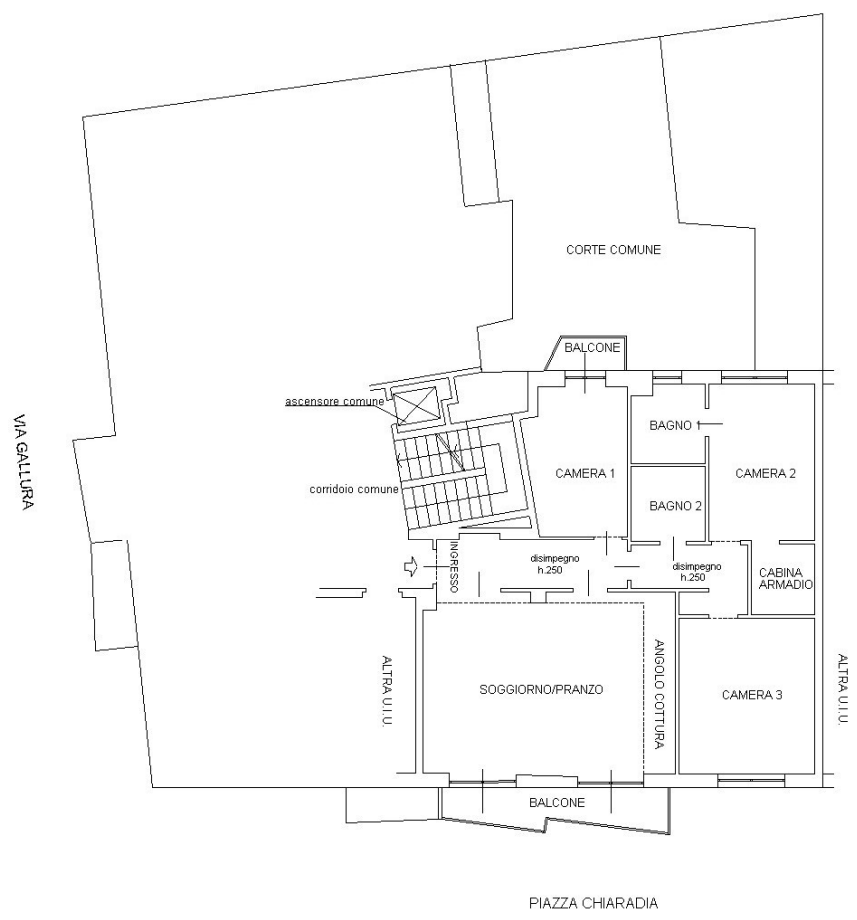 CORTE COMUNE
BALCONE
ascensore comune
VIA GALLURA
BAGNO 1
CAMERA 1
CAMERA 2
corridoio comune
BAGNO 2
INGRESSO
disimpegno
h.250
disimpegno
h.250
CABINA
ARMADIO
ALTRA U.I.U.
SOGGIORNO/PRANZO
ANGOLO COTTURA
CAMERA 3
ALTRA U.I.U.
BALCONE
PIAZZA CHIARADIA